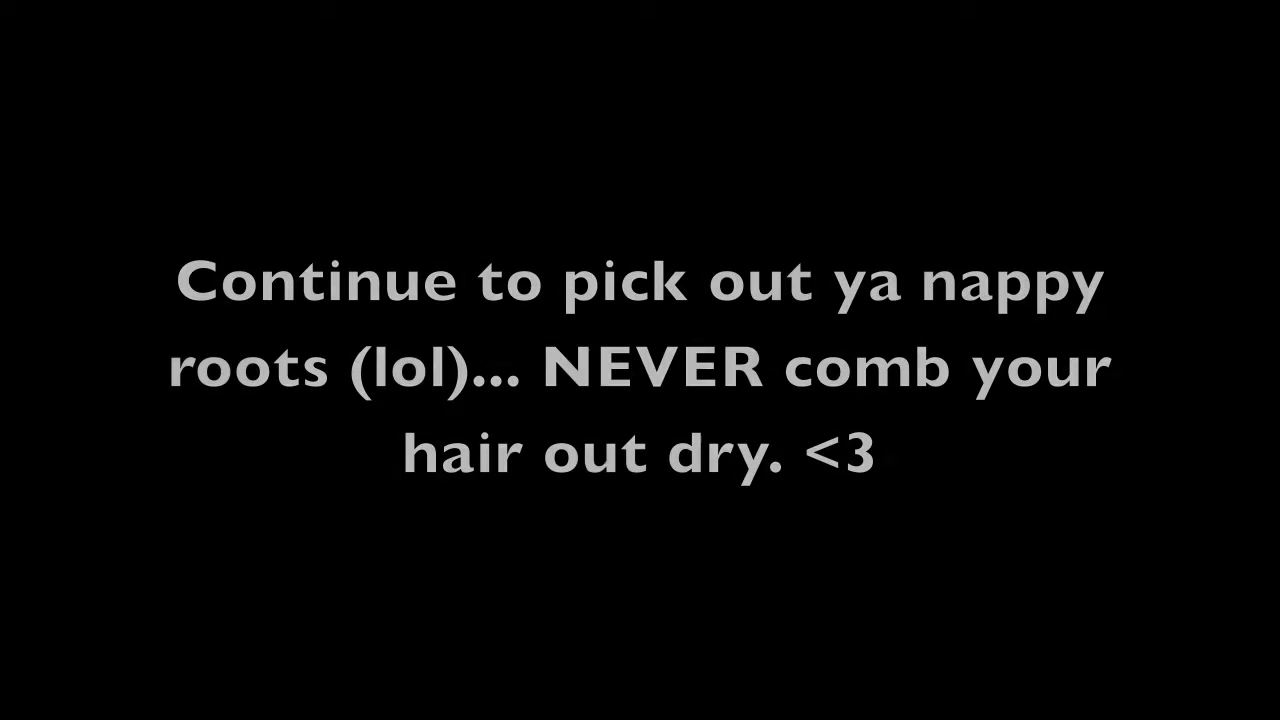 Continue to pick out ya nappy
roots (lol)... NEVER comb your
hair out dry. <3